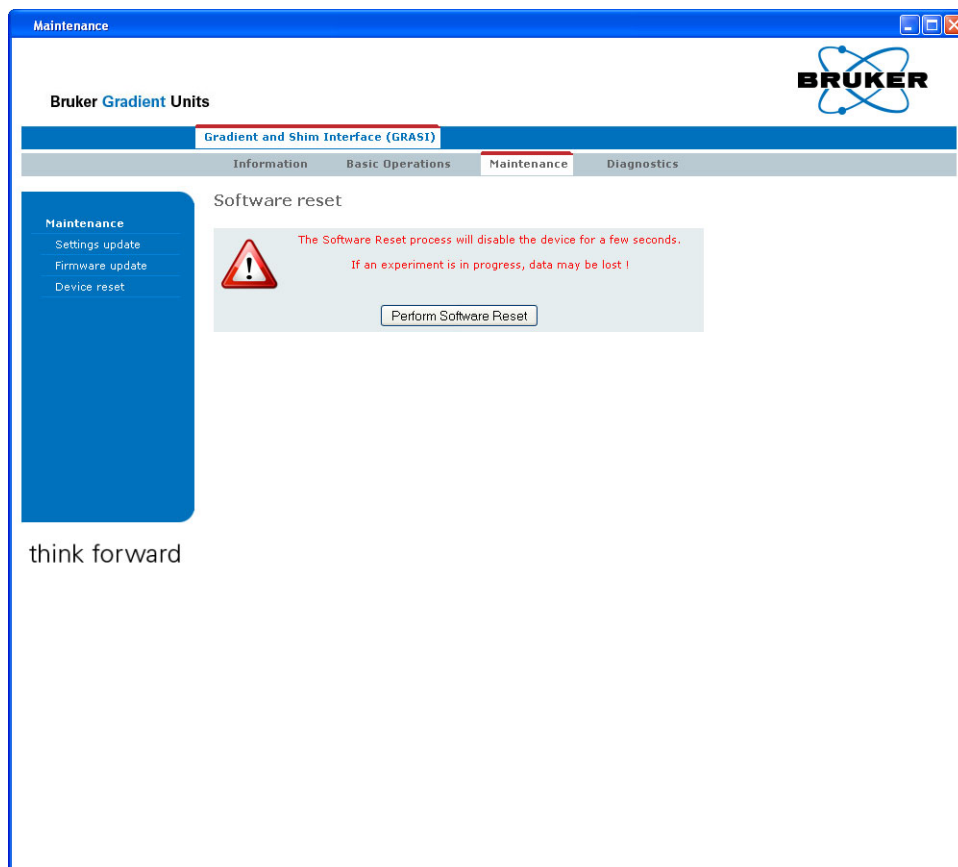 Maintenance
BRUKER
Bruker Gradient Units
Gradient and Shim Interface (GRASI)
Information Basic Operations Maintenance Diagnostics
Software reset
Maintenance
Settings update
Firmware update
Device reset
The Software Reset process will disable the device for a few seconds.
If an experiment is in progress, data may be lost !
Perform Software Reset
think forward